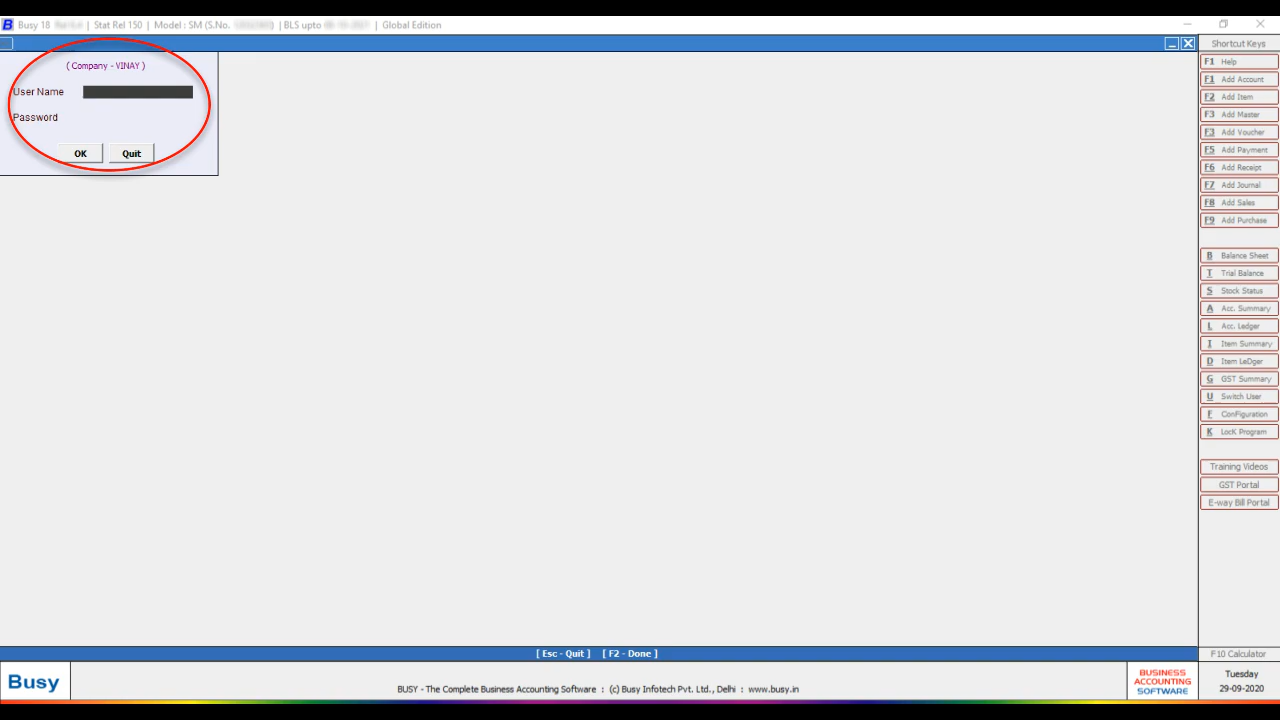 Busy 18 | Stat Rel 150 | Model : SM (S.No. ) | BLS upto | Global Edition
( Company - VINAY )
User Name
Password
OK Quit
Shortcut Keys
F1 Help
F1 Add Account
F2 Add Item
F3 Add Master
F3 Add Voucher
F5 Add Payment
F6 Add Receipt
F7 Add Journal
F8 Add Sales
F9 Add Purchase
B Balance Sheet
T Trial Balance
S Stock Status
A Acc. Summary
L Acc. Ledger
I Item Summary
D Item LeDger
G GST Summary
U Switch User
F ConFiguration
K LocK Program
Training Videos
GST Portal
E-way Bill Portal
[ Esc - Quit ] [ F2 - Done ]
F10 Calculator
Busy
BUSY - The Complete Business Accounting Software : (c) Busy Infotech Pvt. Ltd., Delhi : www.busy.in
BUSINESS
ACCOUNTING
SOFTWARE
Tuesday
29-09-2020